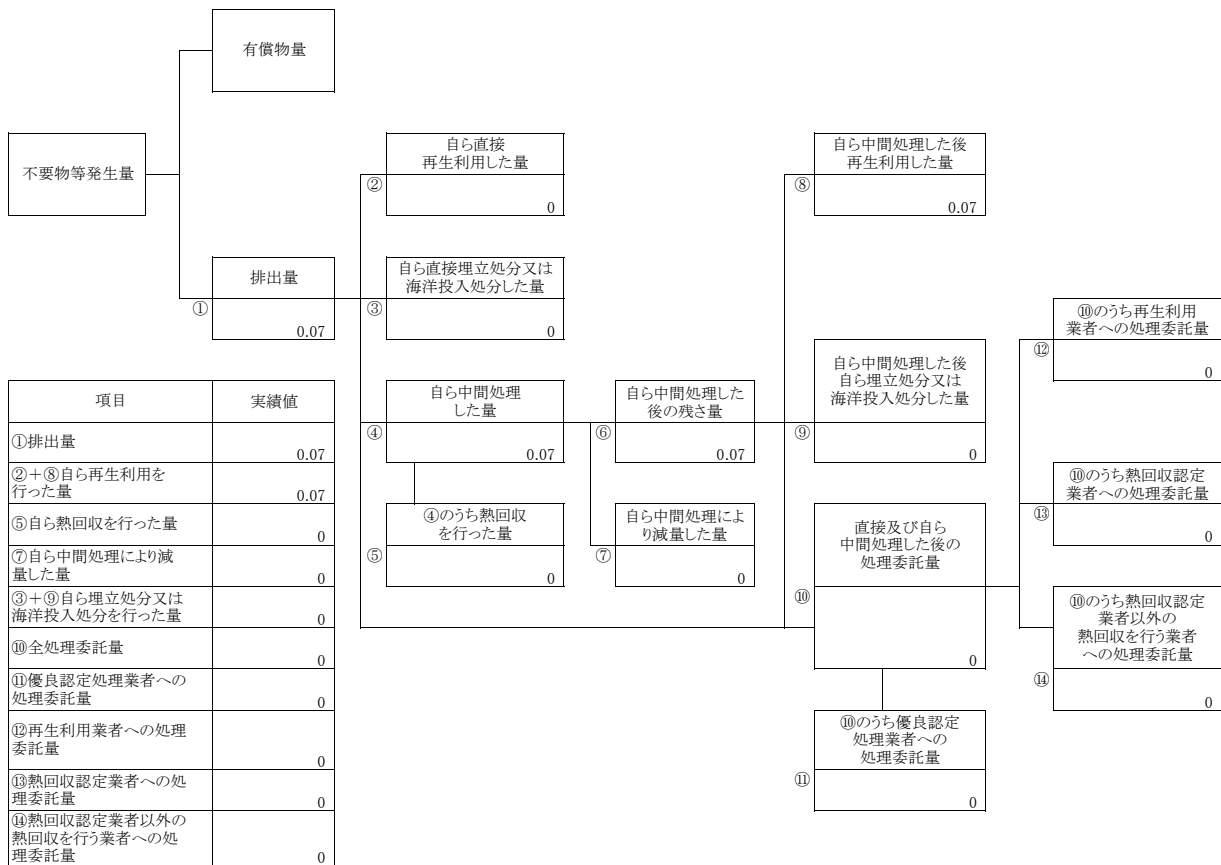 有償物量
不要物等発生量
自ら直接
再生利用した量
②
0
自ら中間処理した後
再生利用した量
⑧
0.07
排出量
①
0.07
自ら直接埋立処分又は
海洋投入処分した量
③
0
⑩のうち再生利用
業者への処理委託量
⑫
0
自ら中間処理
した量
④
0.07
自ら中間処理した
後の残さ量
⑥
0.07
自ら中間処理した後
自ら埋立処分又は
海洋投入処分した量
⑨
0
⑩のうち熱回収認定
業者への処理委託量
⑬
0
④のうち熱回収
を行った量
⑤
0
自ら中間処理によ
り減量した量
⑦
0
直接及び自ら
中間処理した後の
処理委託量
⑩
0
⑩のうち熱回収認定
業者以外の
熱回収を行う業者
への処理委託量
⑭
0
⑩のうち優良認定
処理業者への
処理委託量
⑪
0
項目 実績値
①排出量 0.07
②＋⑧自ら再生利用を
行った量 0.07
⑤自ら熱回収を行った量 0
⑦自ら中間処理により減
量した量 0
③＋⑨自ら埋立処分又は
海洋投入処分を行った量 0
⑩全処理委託量 0
⑪優良認定処理業者への
処理委託量 0
⑫再生利用業者への処理
委託量 0
⑬熱回収認定業者への処
理委託量 0
⑭熱回収認定業者以外の
熱回収を行う業者への処
理委託量 0